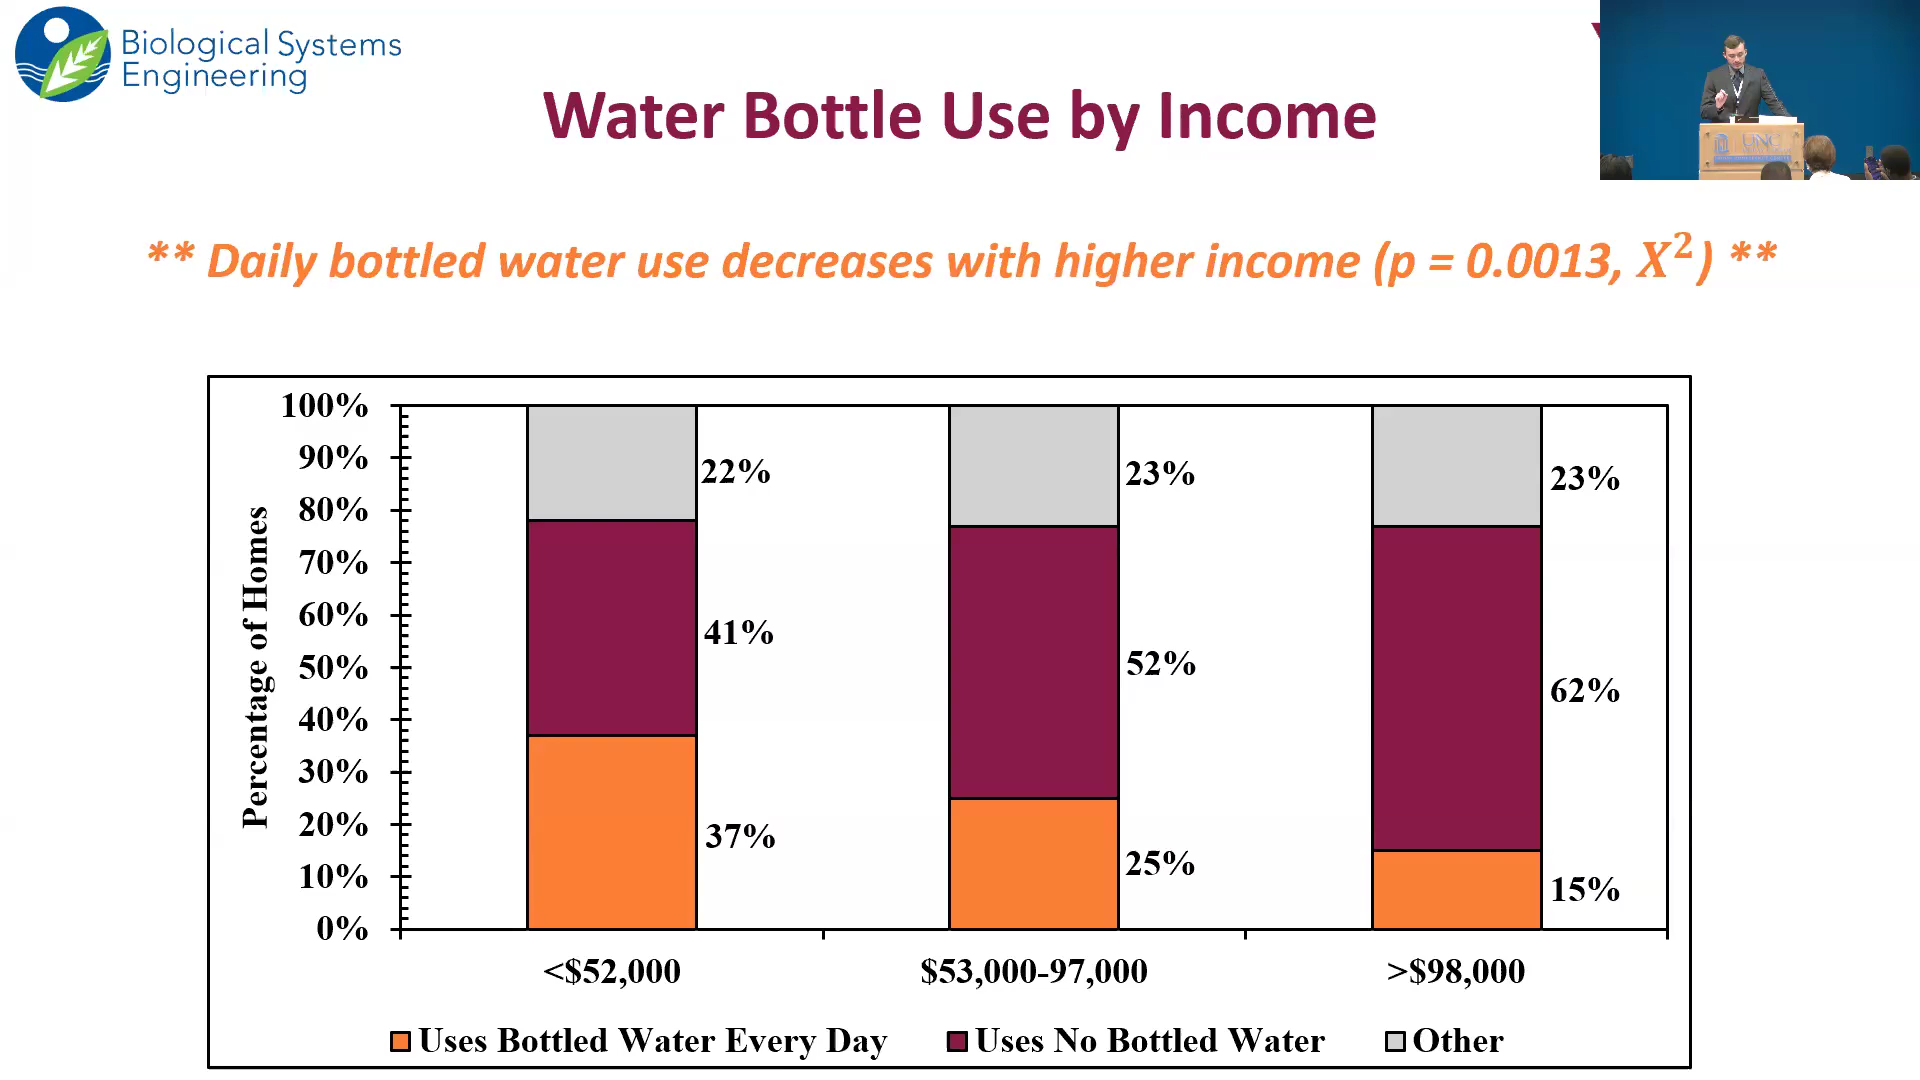 Biological Systems
Engineering
Water Bottle Use by Income
** Daily bottled water use decreases with higher income (p = 0.0013, X²) **
UNC
Percentage of Homes
100%
90%
80%
70%
60%
50%
40%
30%
20%
10%
0%
22%
41%
37%
23%
52%
25%
23%
62%
15%
<$52,000
$53,000-97,000
>$98,000
Uses Bottled Water Every Day
Uses No Bottled Water
Other